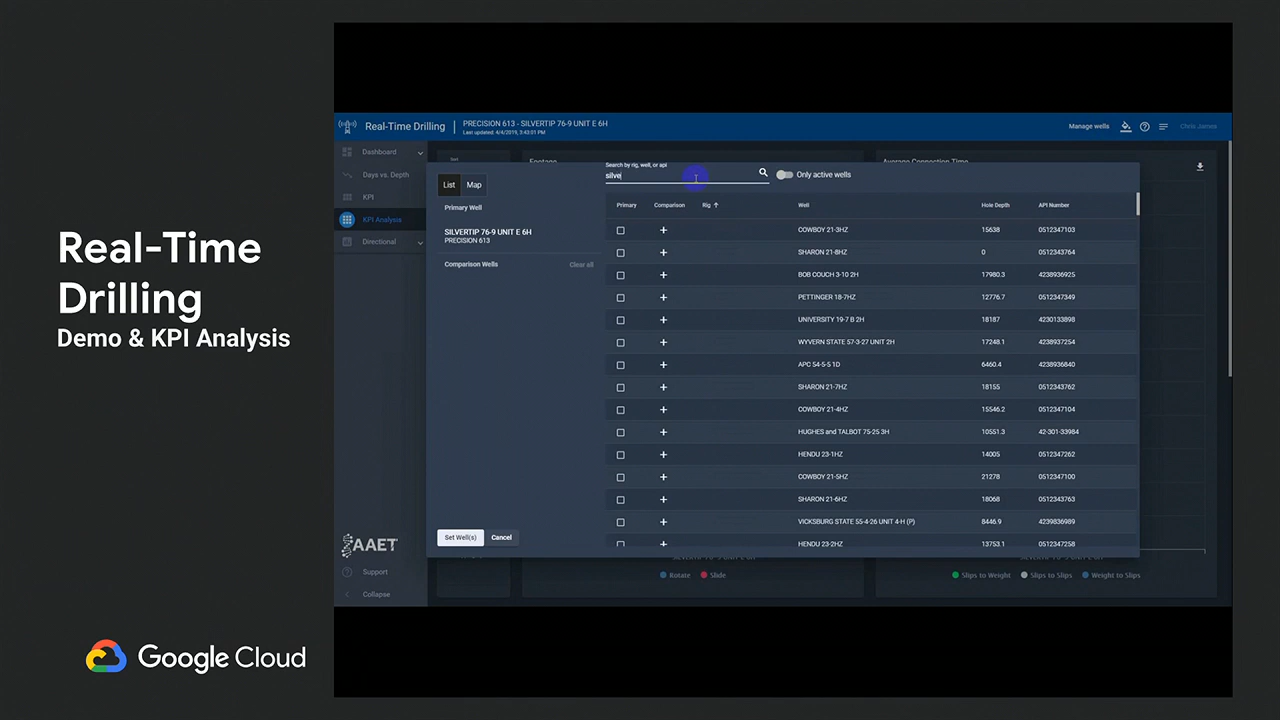 Real-Time
Drilling
Demo & KPI Analysis
Google Cloud
Real-Time Drilling
PRECISION 613 - SILVERTIP 76-9 UNIT E 6H
Last updated: 4/4/2019, 5:43:01 PM
Manage wells
Chris James
Dashboard
Days vs. Depth
KPI
KPI Analysis
Directional
AAET
Support
Collapse
Footage
Average Connection Time
List Map
Primary Well
SILVERTIP 76-9 UNIT E 6H
PRECISION 613
Comparison Wells Clear all
Set Well(s) Cancel
Search by rig, well, or api
silve
Only active wells
Primary Comparison Rig Well Hole Depth API Number
COWBOY 21-3HZ 15638 0512347103
SHARON 21-8HZ 0 0512343764
BOB COUCH 3-10 2H 17980.3 4238936925
PETTINGER 18-7HZ 12776.7 0512347349
UNIVERSITY 19-7 B 2H 18187 4230133898
WYVERN STATE 57-3-27 UNIT 2H 17248.1 4238937254
APC 54-5-5 1D 6460.4 4238936840
SHARON 21-7HZ 18155 0512343762
COWBOY 21-4HZ 15546.2 0512347104
HUGHES and TALBOT 75-25 3H 10551.3 42-301-33984
HENDU 23-1HZ 14005 0512347262
COWBOY 21-5HZ 21278 0512347100
SHARON 21-6HZ 18068 0512343763
VICKSBURG STATE 55-4-26 UNIT 4-H (P) 8446.9 4239836989
HENDU 23-2HZ 13753.1 0512347258
Rotate Slide
Slips to Weight Slips to Slips Weight to Slips